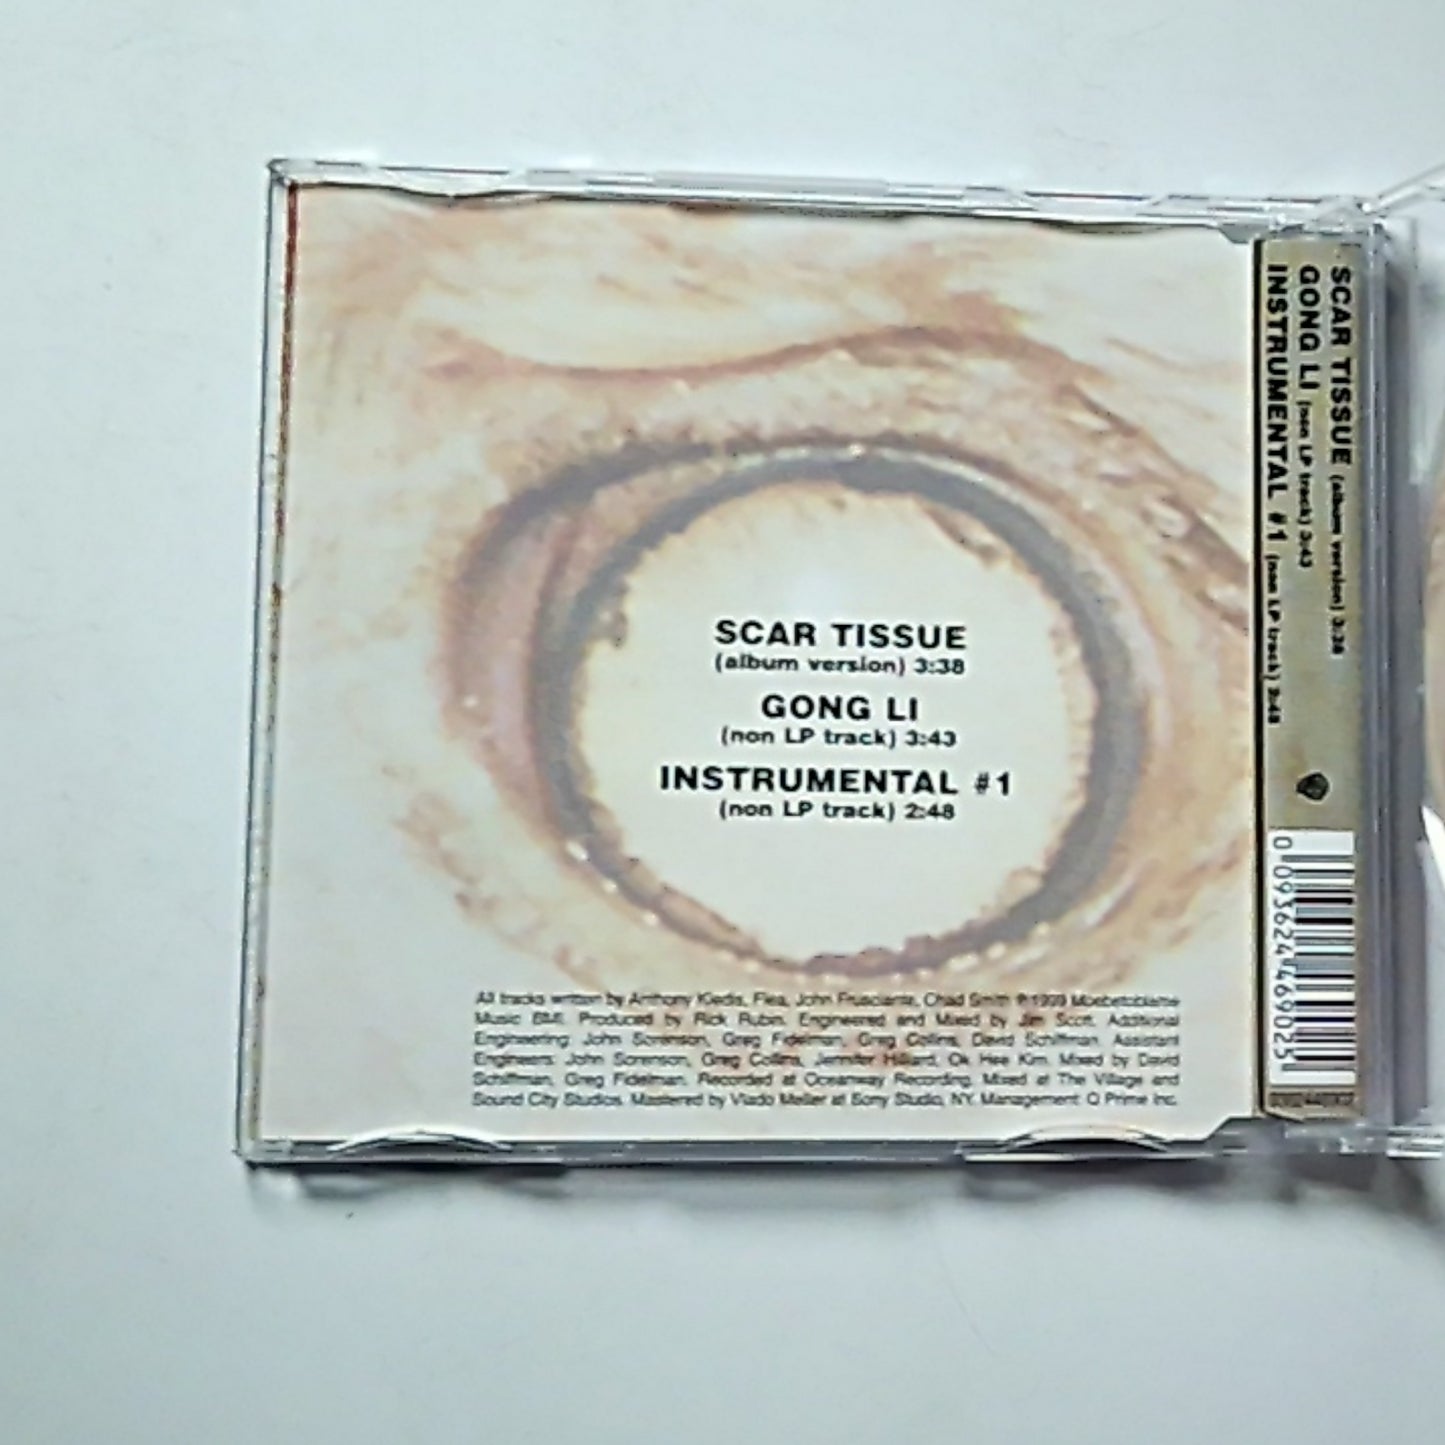 SCAR TISSUE
(album version) 3:38
GONG LI
(non LP track) 3:43
INSTRUMENTAL #1
(non LP track) 2:48
All tracks written by Anthony Kiedis, Flea, John Frusciante, Chad Smith ℗ 1999 Moebetoblame
Music BMI. Produced by Rick Rubin. Engineered and Mixed by Jim Scott. Additional
Engineering: John Sorenson, Greg Fidelman, Greg Collins, David Schiffman. Assistant
Engineers: John Sorenson, Greg Collins, Jennifer Hilliard, Ok Hee Kim. Mixed by David
Schiffman, Greg Fidelman. Recorded at Oceanway Recording. Mixed at The Village and
Sound City Studios. Mastered by Vlado Meller at Sony Studio, NY. Management: Q Prime Inc.
SCAR TISSUE (album version) 3:38
GONG LI (non LP track) 3:43
INSTRUMENTAL #1 (non LP track) 2:48
0 093624 469025